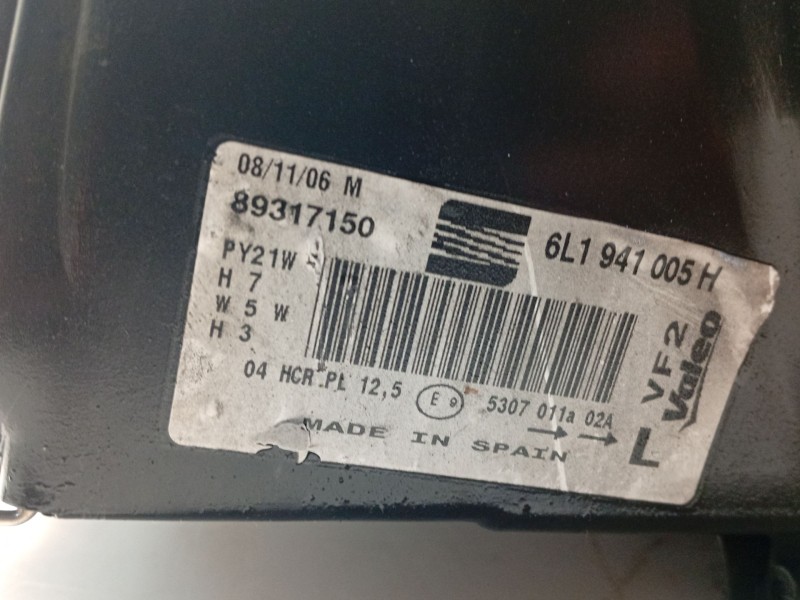 08/11/06 M
89317150
6L1 941 005 H
PY21W
H 7
W 5 W
H 3
04 HCR PL 12,5
E 9
5307 011a 02A
MADE IN SPAIN
L
VF2
Valeo